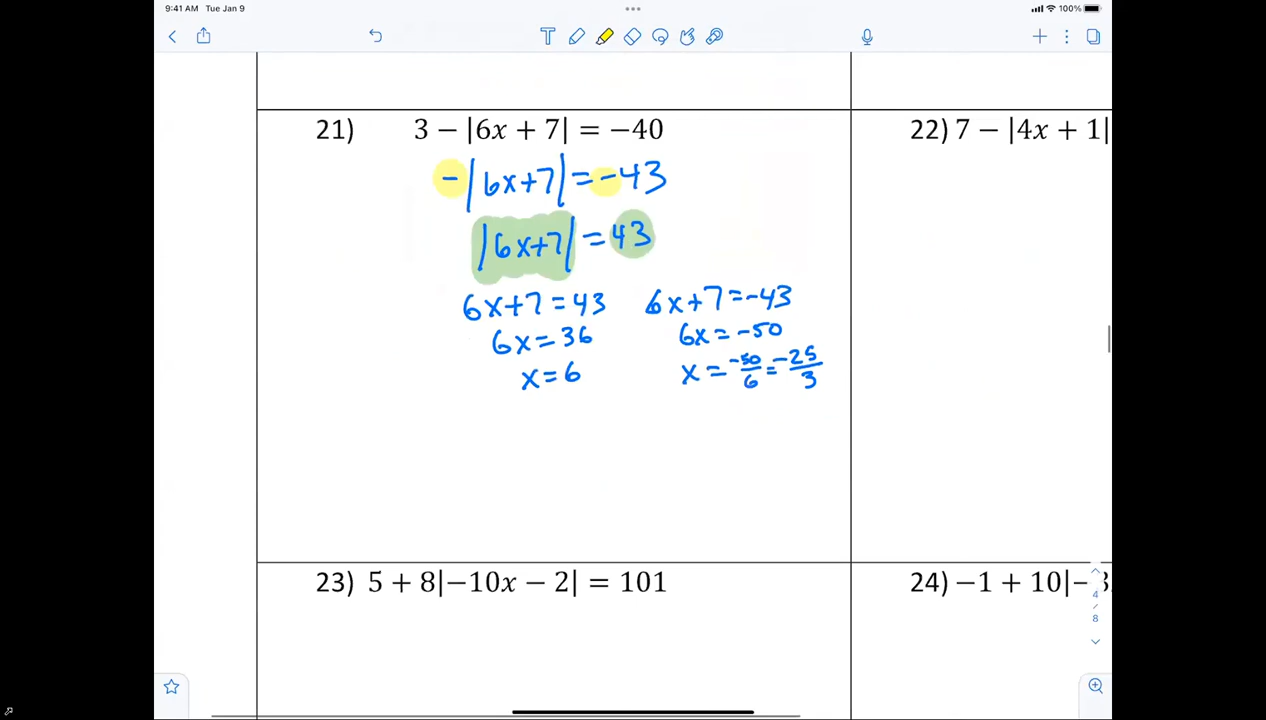 9:41 AM Tue Jan 9
100%
T
21) 3 − |6x + 7| = −40
22) 7 − |4x + 1|
-|6x+7| = -43
|6x+7| = 43
6x+7=43 6x+7=-43
6x=36 6x=-50
x=6 x=-50/6=-25/3
23) 5 + 8|−10x − 2| = 101
24) −1 + 10|−
4
/
8